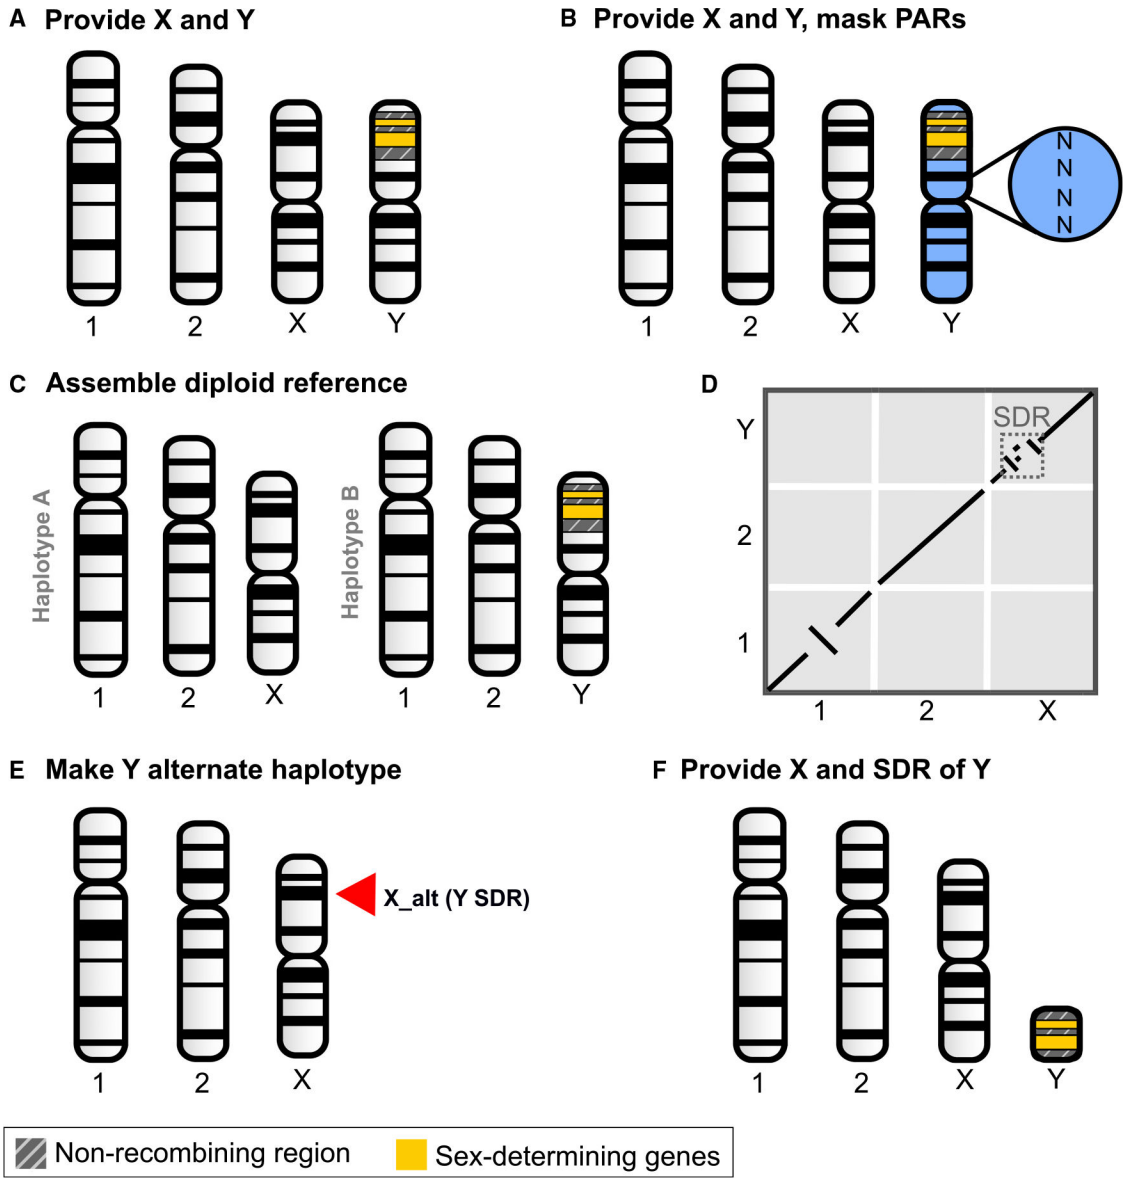 A Provide X and Y
B Provide X and Y, mask PARs
N
N
N
N
1 2 X Y
1 2 X Y
C Assemble diploid reference
D
Haplotype A
Haplotype B
1 2 X
1 2 Y
Y
2
1
SDR
1 2 X
E Make Y alternate haplotype
F Provide X and SDR of Y
X_alt (Y SDR)
1 2 X
1 2 X Y
Non-recombining region
Sex-determining genes